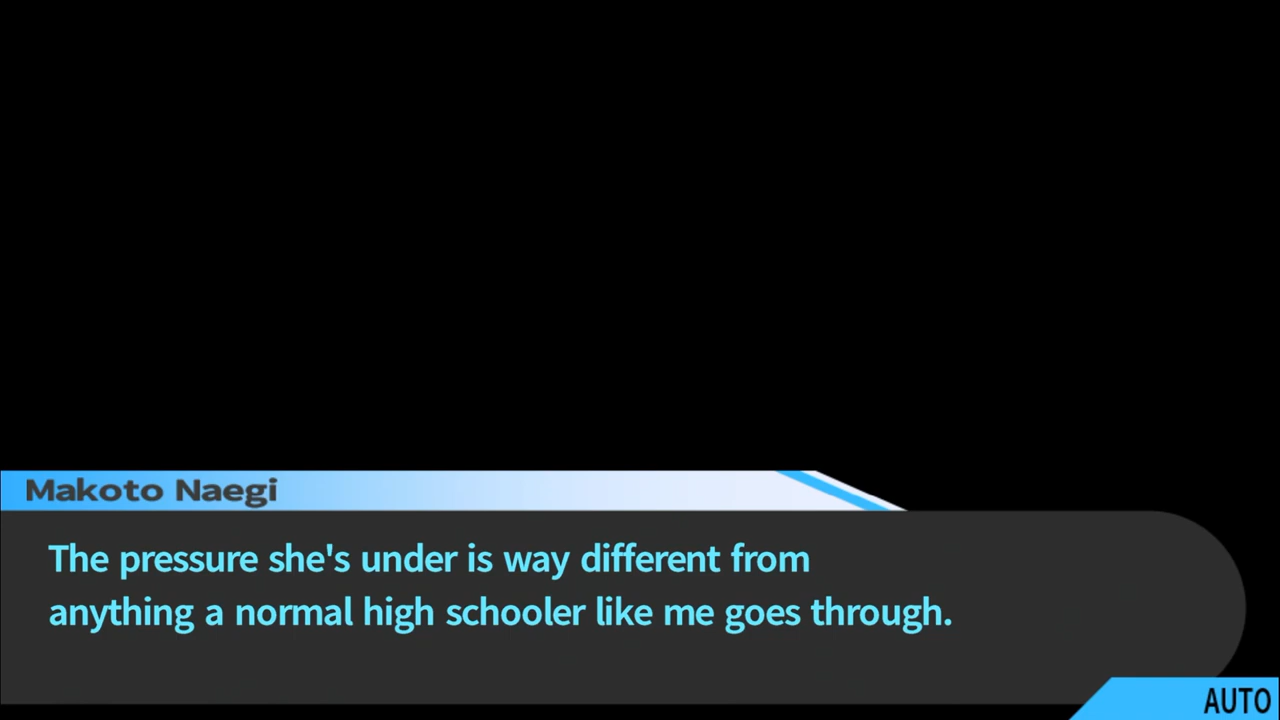 Makoto Naegi
The pressure she's under is way different from
anything a normal high schooler like me goes through.
AUTO